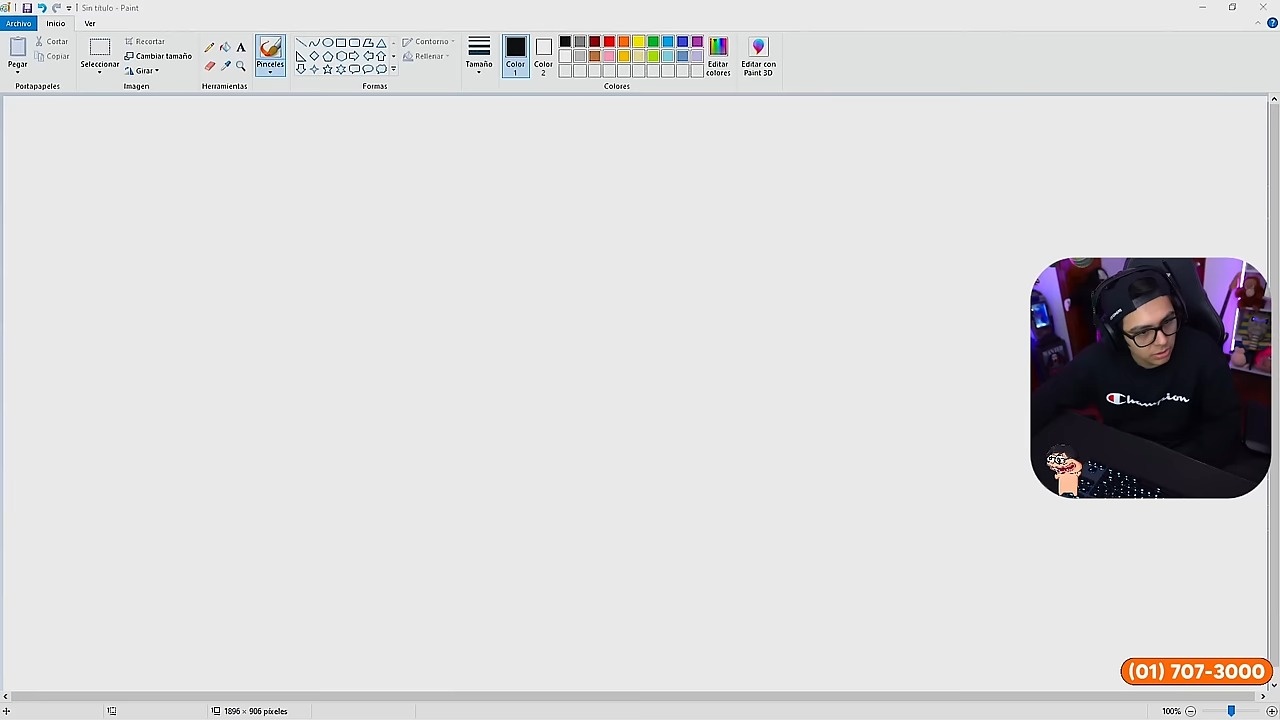 Sin título - Paint
Archivo Inicio Ver
Pegar
Cortar
Copiar
Portapapeles
Seleccionar
Recortar
Cambiar tamaño
Girar
Imagen
A
Herramientas
Pinceles
Contorno
Rellenar
Formas
Tamaño
Color 1
Color 2
Editar colores
Colores
Editar con Paint 3D
Champion
(01) 707-3000
1896 × 906 píxeles
100%